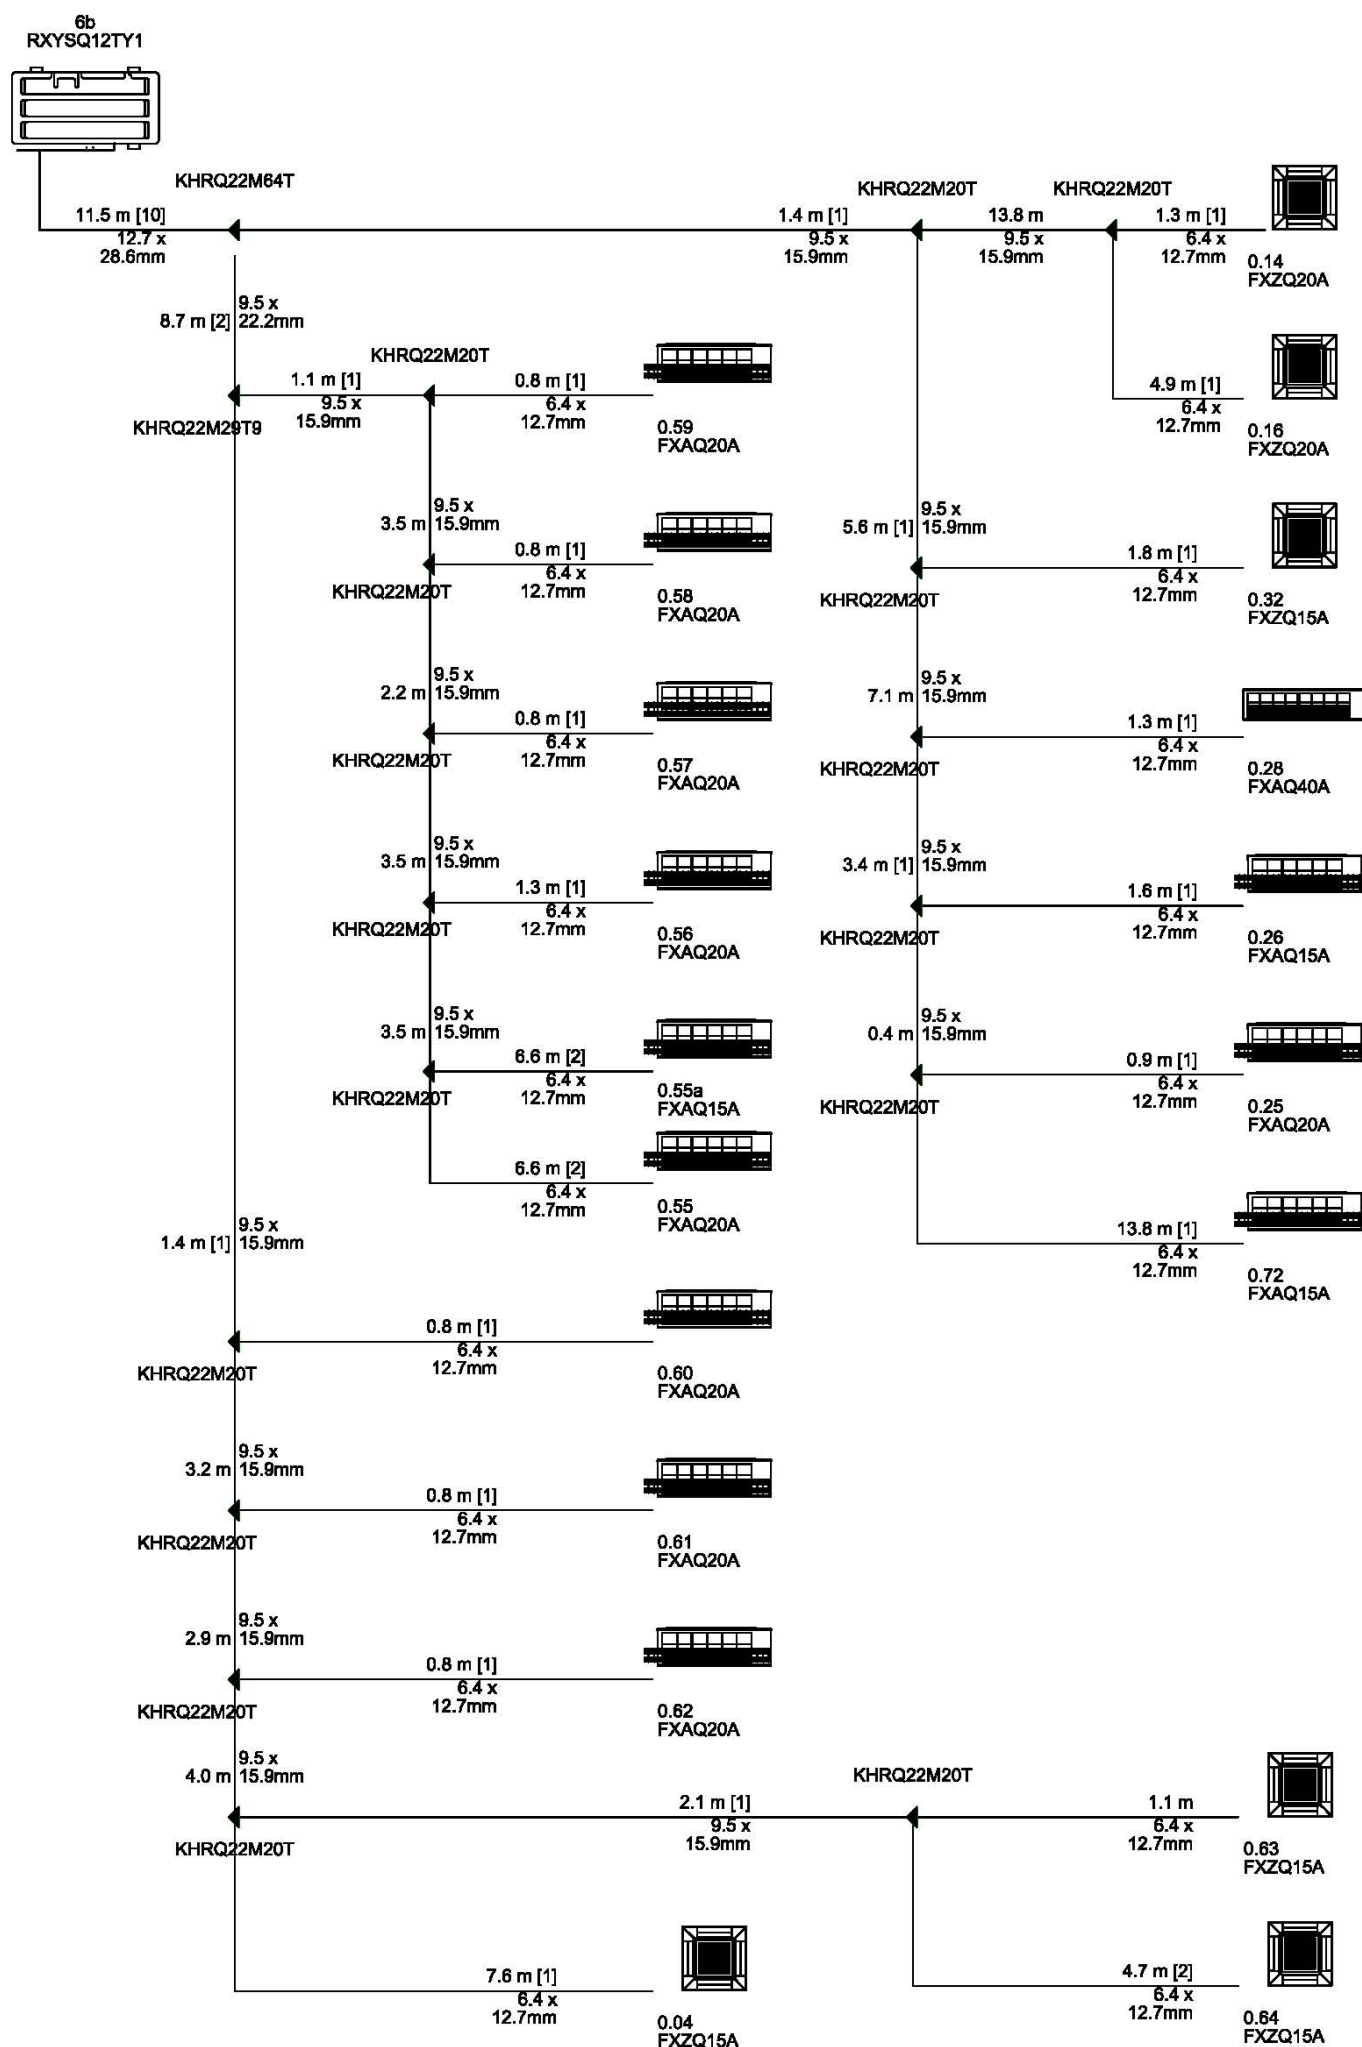 6b
RXYSQ12TY1
KHRQ22M64T
KHRQ22M20T
KHRQ22M20T
11.5 m [10]
12.7 x
28.6mm
1.4 m [1]
9.5 x
15.9mm
13.8 m
9.5 x
15.9mm
1.3 m [1]
6.4 x
12.7mm
0.14
FXZQ20A
8.7 m [2]
9.5 x
22.2mm
KHRQ22M20T
1.1 m [1]
9.5 x
15.9mm
0.8 m [1]
6.4 x
12.7mm
KHRQ22M29T9
0.59
FXAQ20A
4.9 m [1]
6.4 x
12.7mm
0.16
FXZQ20A
3.5 m
9.5 x
15.9mm
0.8 m [1]
6.4 x
12.7mm
KHRQ22M20T
0.58
FXAQ20A
5.6 m [1]
9.5 x
15.9mm
1.8 m [1]
6.4 x
12.7mm
KHRQ22M20T
0.32
FXZQ15A
2.2 m
9.5 x
15.9mm
0.8 m [1]
6.4 x
12.7mm
KHRQ22M20T
0.57
FXAQ20A
7.1 m
9.5 x
15.9mm
1.3 m [1]
6.4 x
12.7mm
KHRQ22M20T
0.28
FXAQ40A
3.5 m
9.5 x
15.9mm
1.3 m [1]
6.4 x
12.7mm
KHRQ22M20T
0.56
FXAQ20A
3.4 m [1]
9.5 x
15.9mm
1.6 m [1]
6.4 x
12.7mm
KHRQ22M20T
0.26
FXAQ15A
3.5 m
9.5 x
15.9mm
6.6 m [2]
6.4 x
12.7mm
KHRQ22M20T
0.55a
FXAQ15A
0.4 m
9.5 x
15.9mm
0.9 m [1]
6.4 x
12.7mm
KHRQ22M20T
0.25
FXAQ20A
6.6 m [2]
6.4 x
12.7mm
0.55
FXAQ20A
13.8 m [1]
6.4 x
12.7mm
0.72
FXAQ15A
1.4 m [1]
9.5 x
15.9mm
0.8 m [1]
6.4 x
12.7mm
KHRQ22M20T
0.60
FXAQ20A
3.2 m
9.5 x
15.9mm
0.8 m [1]
6.4 x
12.7mm
KHRQ22M20T
0.61
FXAQ20A
2.9 m
9.5 x
15.9mm
0.8 m [1]
6.4 x
12.7mm
KHRQ22M20T
0.62
FXAQ20A
4.0 m
9.5 x
15.9mm
KHRQ22M20T
2.1 m [1]
9.5 x
15.9mm
1.1 m
6.4 x
12.7mm
KHRQ22M20T
0.63
FXZQ15A
7.6 m [1]
6.4 x
12.7mm
0.04
FXZQ15A
4.7 m [2]
6.4 x
12.7mm
0.64
FXZQ15A